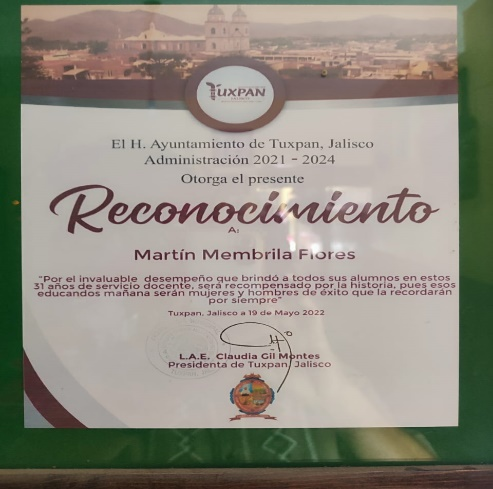 TUXPAN
El H. Ayuntamiento de Tuxpan, Jalisco
Administración 2021 - 2024
Otorga el presente
Reconocimiento
A:
Martín Membrila Flores
"Por el invaluable desempeño que brindó a todos sus alumnos en estos
31 años de servicio docente, será recompensado por la historia, pues esos
educandos mañana serán mujeres y hombres de éxito que la recordarán
por siempre"
Tuxpan, Jalisco a 19 de Mayo 2022
L.A.E. Claudia Gil Montes
Presidenta de Tuxpan, Jalisco